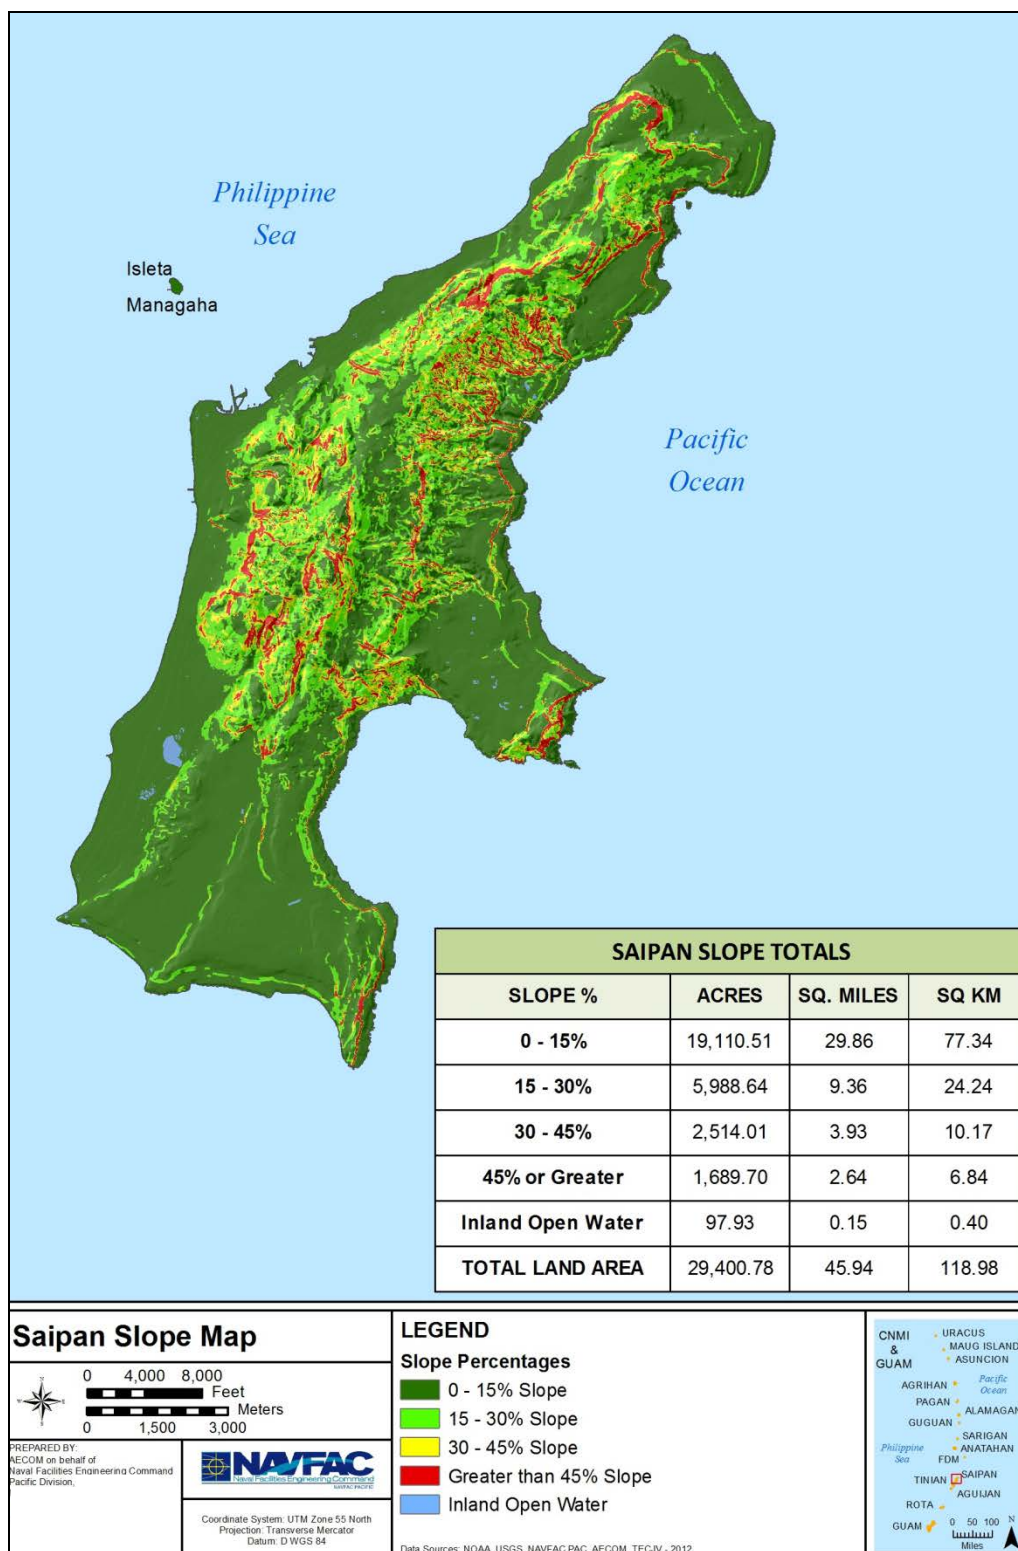 Philippine
Sea
Isleta
Managaha
Pacific
Ocean
SAIPAN SLOPE TOTALS
SLOPE % ACRES SQ. MILES SQ KM
0 - 15% 19,110.51 29.86 77.34
15 - 30% 5,988.64 9.36 24.24
30 - 45% 2,514.01 3.93 10.17
45% or Greater 1,689.70 2.64 6.84
Inland Open Water 97.93 0.15 0.40
TOTAL LAND AREA 29,400.78 45.94 118.98
Saipan Slope Map
0 4,000 8,000
Feet
Meters
0 1,500 3,000
PREPARED BY:
AECOM on behalf of
Naval Facilities Engineering Command
Pacific Division,
NAVFAC
Naval Facilities Engineering Command
NAVFAC PACIFIC
Coordinate System: UTM Zone 55 North
Projection: Transverse Mercator
Datum: D WGS 84
LEGEND
Slope Percentages
0 - 15% Slope
15 - 30% Slope
30 - 45% Slope
Greater than 45% Slope
Inland Open Water
Data Sources: NOAA, USGS, NAVFAC PAC, AECOM, TEC-JV - 2012
CNMI
&
GUAM
URACUS
MAUG ISLAND
ASUNCION
Pacific
Ocean
AGRIHAN
PAGAN
ALAMAGAN
GUGUAN
SARIGAN
Philippine
Sea
ANATAHAN
FDM
SAIPAN
TINIAN
AGUIJAN
ROTA
GUAM
0 50 100
Miles
N